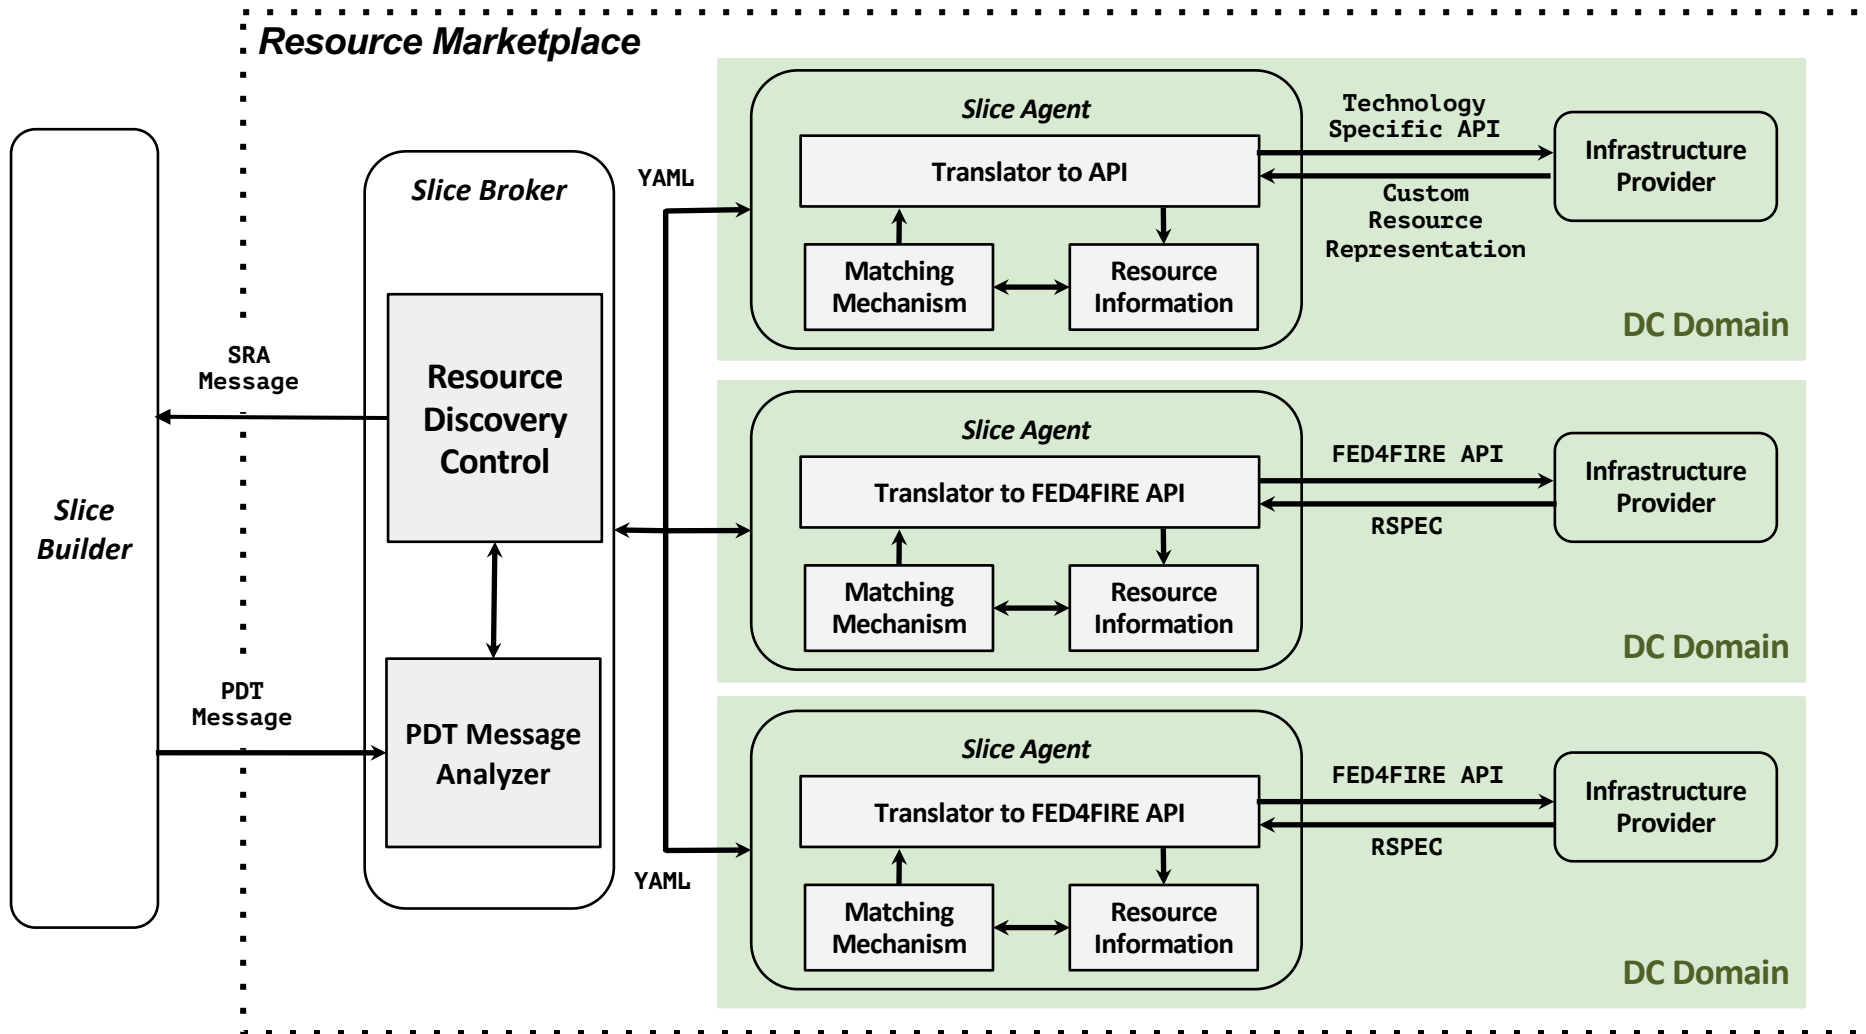 Resource Marketplace
Slice
Builder
SRA
Message
PDT
Message
Slice Broker
Resource
Discovery
Control
PDT Message
Analyzer
YAML
YAML
Slice Agent
Translator to API
Matching
Mechanism
Resource
Information
Technology
Specific API
Custom
Resource
Representation
Infrastructure
Provider
DC Domain
Slice Agent
Translator to FED4FIRE API
Matching
Mechanism
Resource
Information
FED4FIRE API
RSPEC
Infrastructure
Provider
DC Domain
Slice Agent
Translator to FED4FIRE API
Matching
Mechanism
Resource
Information
FED4FIRE API
RSPEC
Infrastructure
Provider
DC Domain